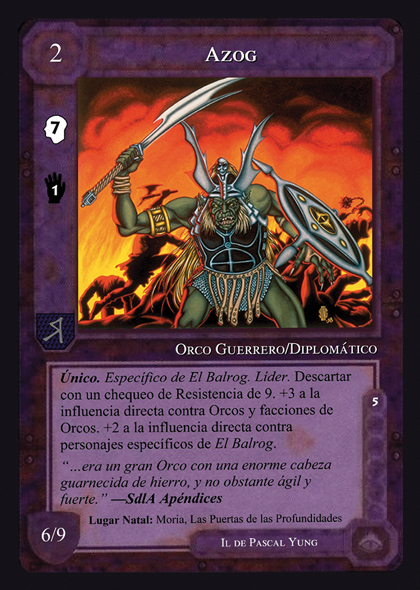 2
Azog
7
1
Orco Guerrero/Diplomático
Único. Específico de El Balrog. Líder. Descartar
con un chequeo de Resistencia de 9. +3 a la
influencia directa contra Orcos y facciones de
Orcos. +2 a la influencia directa contra
personajes específicos de El Balrog.
5
“...era un gran Orco con una enorme cabeza
guarnecida de hierro, y no obstante ágil y
fuerte.” —SdlA Apéndices
Lugar Natal: Moria, Las Puertas de las Profundidades
6/9
Il de Pascal Yung